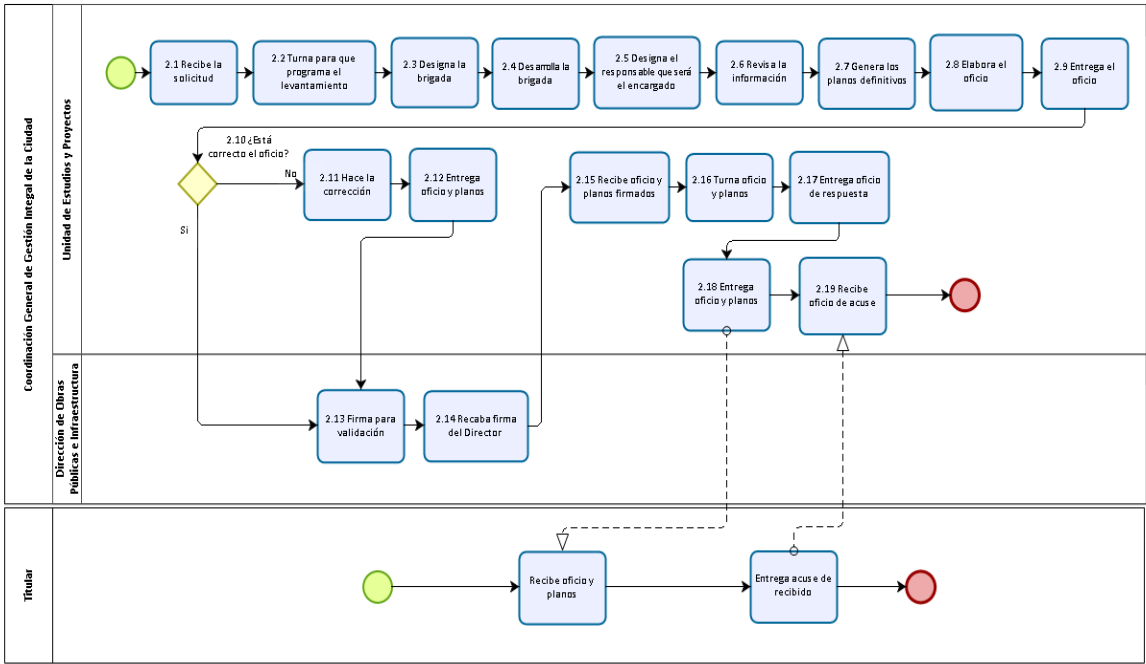 Coordinación General de Gestión Integral de la Ciudad
Unidad de Estudios y Proyectos
2.1 Recibe la
solicitud
2.2 Turna para que
programa el
levantamiento
2.3 Designa la
brigada
2.4 Desarrolla la
brigada
2.5 Designa el
responsable que será
el encargado
2.6 Revisa la
información
2.7 Genera los
planos definitivos
2.8 Elabora el
oficio
2.9 Entrega el
oficio
2.10 ¿Está
correcto el oficio?
No
Si
2.11 Hace la
corrección
2.12 Entrega
oficio y planos
2.15 Recibe oficio y
planos firmados
2.16 Turna oficio
y planos
2.17 Entrega oficio
de respuesta
2.18 Entrega
oficio y planos
2.19 Recibe
oficio de acuse
Dirección de Obras
Públicas e Infraestructura
2.13 Firma para
validación
2.14 Recaba firma
del Director
Titular
Recibe oficio y
planos
Entrega acuse de
recibido